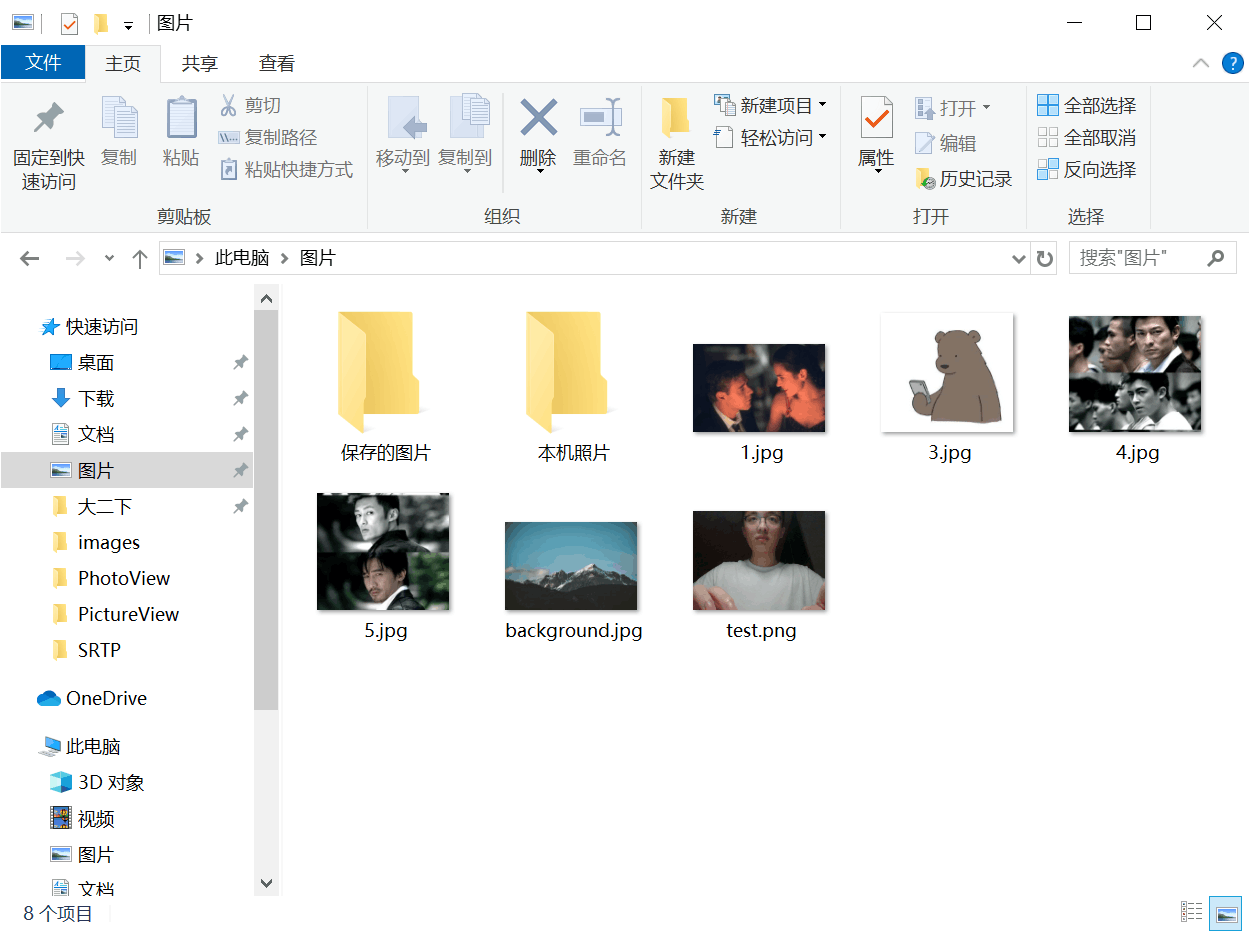 图片
文件 主页 共享 查看
固定到快速访问
复制
粘贴
剪切
复制路径
粘贴快捷方式
剪贴板
移动到
复制到
删除
重命名
组织
新建
文件夹
新建项目
轻松访问
新建
属性
打开
编辑
历史记录
打开
全部选择
全部取消
反向选择
选择
此电脑 图片
搜索"图片"
快速访问
桌面
下载
文档
图片
大二下
images
PhotoView
PictureView
SRTP
OneDrive
此电脑
3D 对象
视频
图片
文档
保存的图片
本机照片
1.jpg
3.jpg
4.jpg
5.jpg
background.jpg
test.png
8 个项目